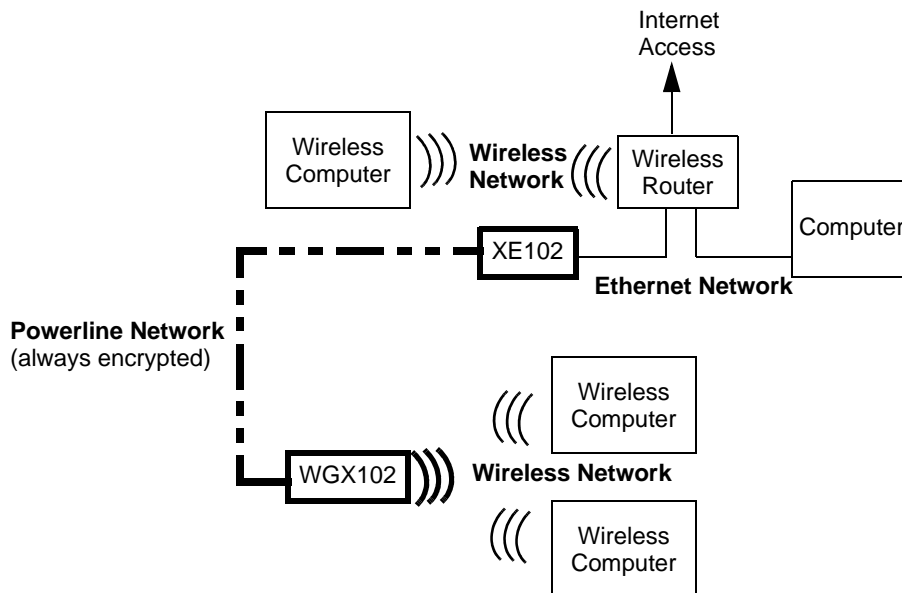 Internet
Access
Wireless
Computer
Wireless
Network
Wireless
Router
Computer
XE102
Ethernet Network
Powerline Network
(always encrypted)
Wireless
Computer
WGX102
Wireless Network
Wireless
Computer